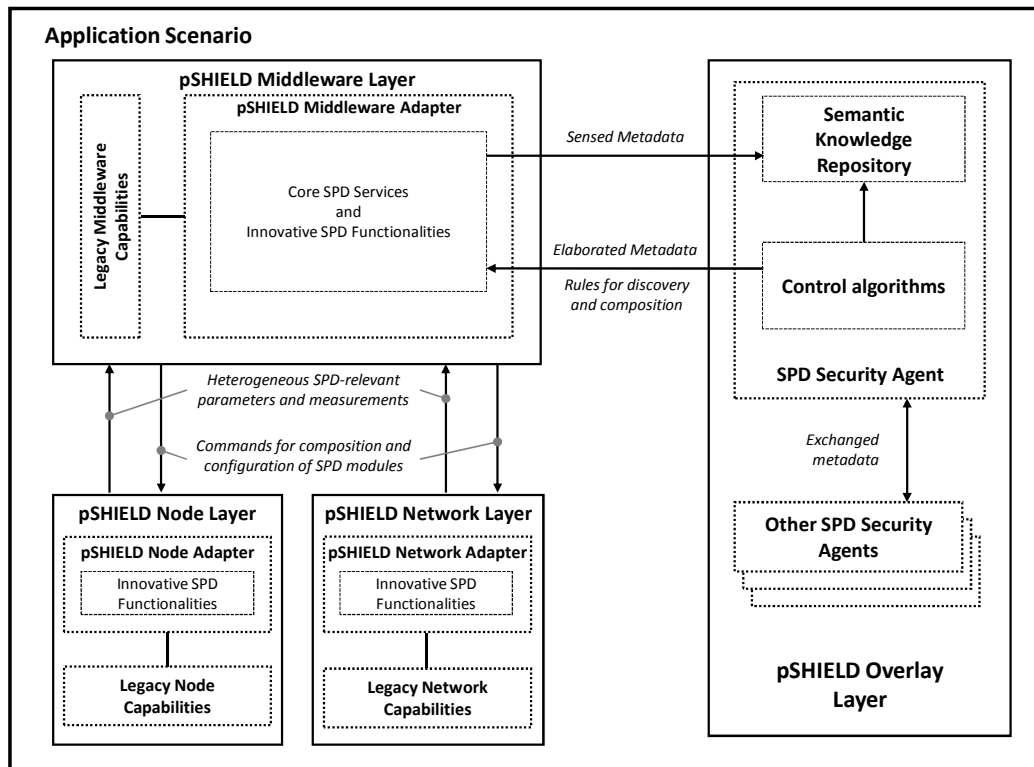 Application Scenario
pSHIELD Middleware Layer
pSHIELD Middleware Adapter
Legacy Middleware
Capabilities
Core SPD Services
and
Innovative SPD Functionalities
Sensed Metadata
Elaborated Metadata
Rules for discovery
and composition
Semantic
Knowledge
Repository
Control algorithms
SPD Security Agent
Heterogeneous SPD-relevant
parameters and measurements
Commands for composition and
configuration of SPD modules
Exchanged
metadata
pSHIELD Node Layer
pSHIELD Node Adapter
Innovative SPD
Functionalities
Legacy Node
Capabilities
pSHIELD Network Layer
pSHIELD Network Adapter
Innovative SPD
Functionalities
Legacy Network
Capabilities
Other SPD Security
Agents
pSHIELD Overlay
Layer